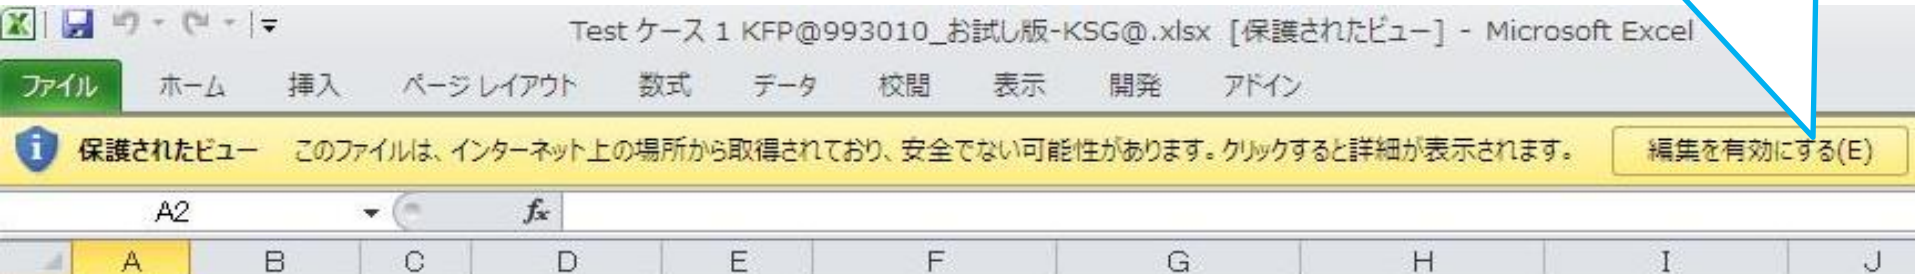 Test ケース 1 KFP@993010_お試し版-KSG@.xlsx [保護されたビュー] - Microsoft Excel
ファイル ホーム 挿入 ページ レイアウト 数式 データ 校閲 表示 開発 アドイン
保護されたビュー このファイルは、インターネット上の場所から取得されており、安全でない可能性があります。クリックすると詳細が表示されます。 編集を有効にする(E)
A2 fx
A B C D E F G H I J